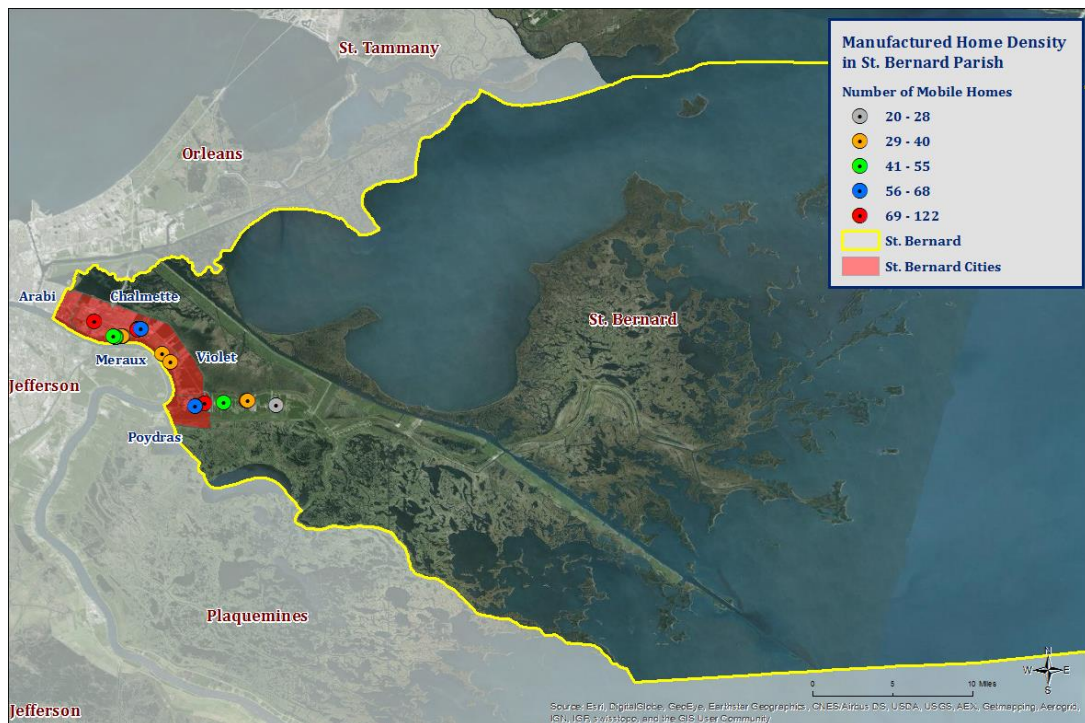 St. Tammany
Manufactured Home Density
in St. Bernard Parish
Number of Mobile Homes
20 - 28
29 - 40
41 - 55
56 - 68
69 - 122
St. Bernard
St. Bernard Cities
Orleans
Arabi
Chalmette
St. Bernard
Meraux
Violet
Jefferson
Poydras
Plaquemines
N
W E
S
0 5 10 Miles
Jefferson
Source: Esri, DigitalGlobe, GeoEye, Earthstar Geographics, CNES/Airbus DS, USDA, USGS, AEX, Getmapping, Aerogrid,
IGN, IGP, swisstopo, and the GIS User Community